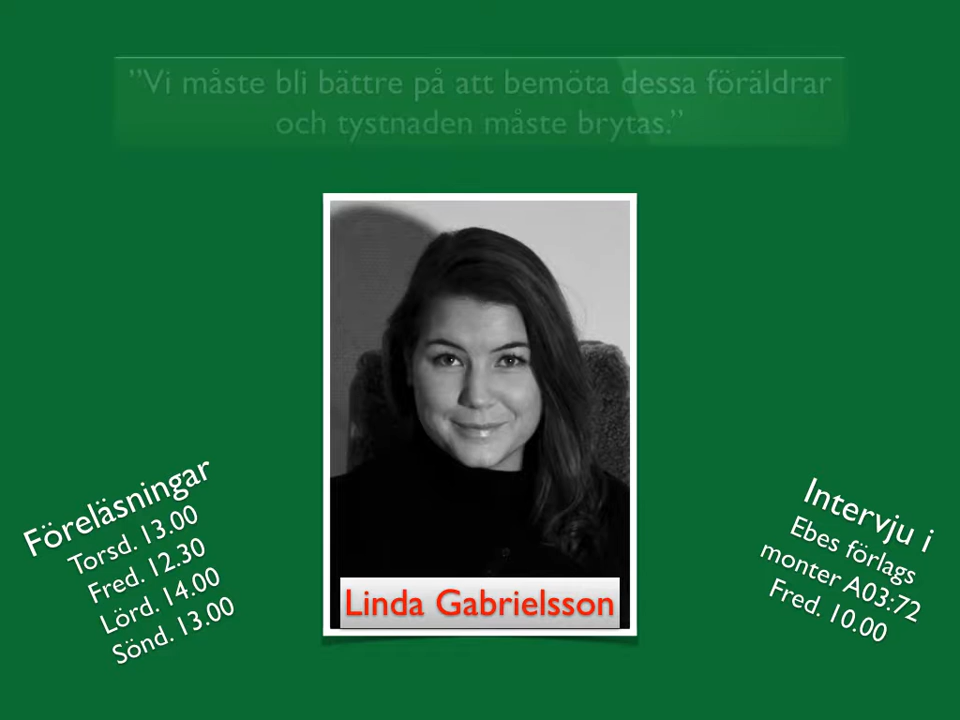 ”Vi måste bli bättre på att bemöta dessa föräldrar
och tystnaden måste brytas.”
Föreläsningar
Torsd. 13.00
Fred. 12.30
Lörd. 14.00
Sönd. 13.00
Linda Gabrielsson
Intervju i
Ebes förlags
monter A03:72
Fred. 10.00